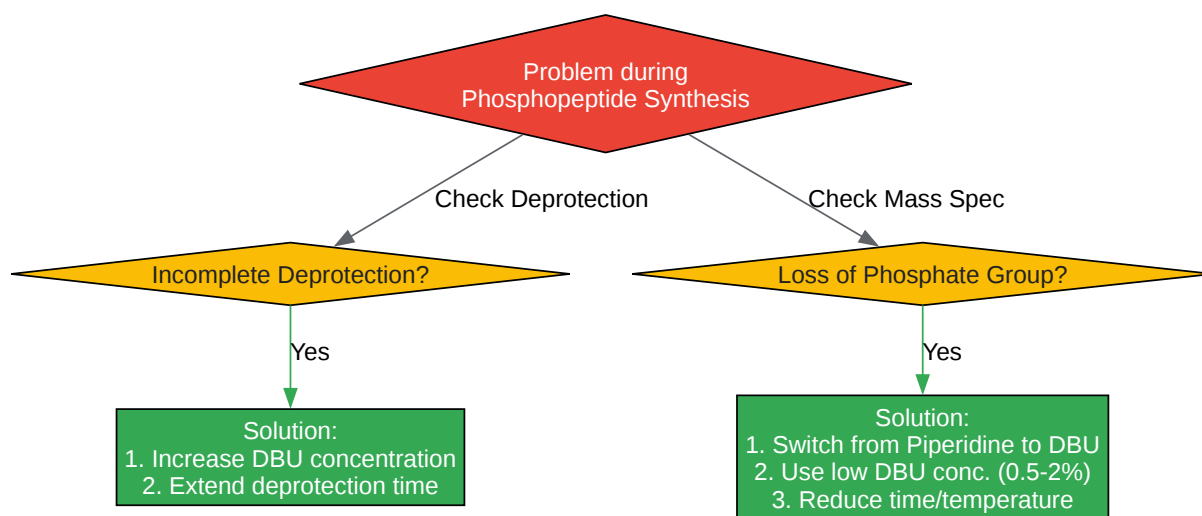 Problem during
Phosphopeptide Synthesis
Check Deprotection
Check Mass Spec
Incomplete Deprotection?
Loss of Phosphate Group?
Yes
Yes
Solution:
1. Increase DBU concentration
2. Extend deprotection time
Solution:
1. Switch from Piperidine to DBU
2. Use low DBU conc. (0.5-2%)
3. Reduce time/temperature